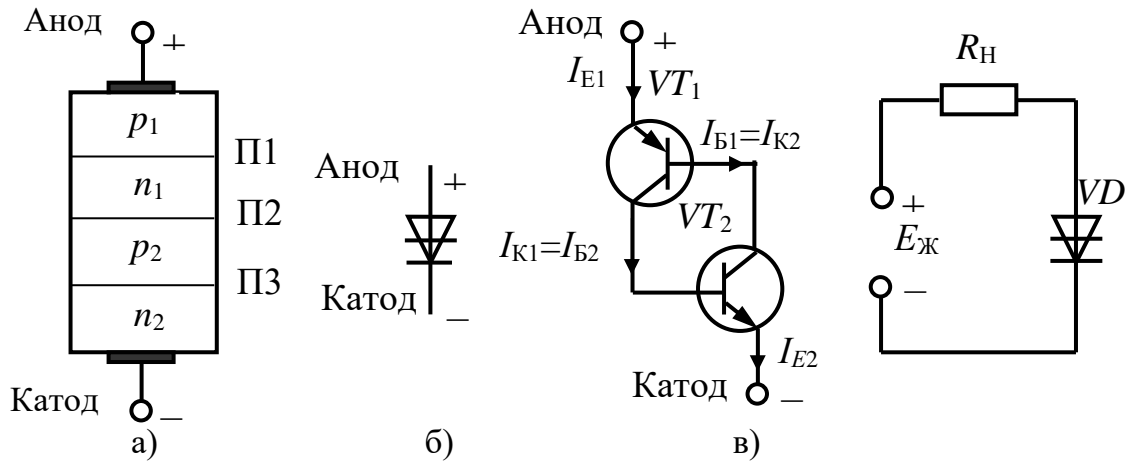 Анод
+
p1
П1
n1
П2
p2
П3
n2
Катод
–
а)
Анод
+
Катод
–
б)
Анод
+
IЕ1
VT1
IБ1=IК2
VT2
IК1=IБ2
IE2
Катод
–
в)
RН
+
EЖ
–
VD